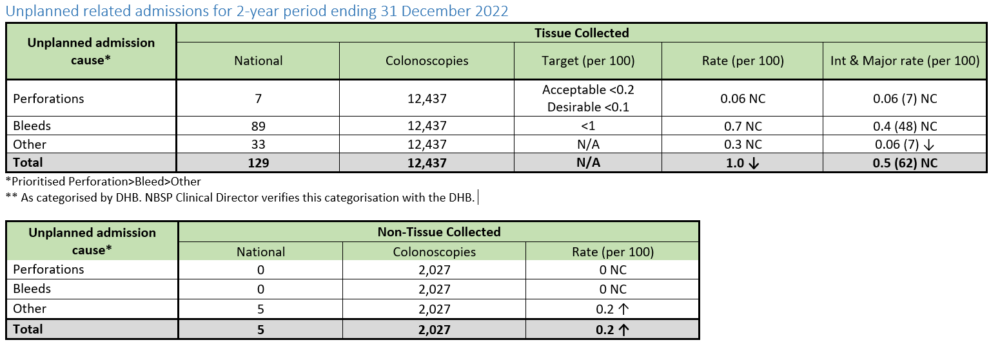 Unplanned related admissions for 2-year period ending 31 December 2022
Unplanned admission cause* Tissue Collected
National Colonoscopies Target (per 100) Rate (per 100) Int & Major rate (per 100)
Perforations 7 12,437 Acceptable <0.2 Desirable <0.1 0.06 NC 0.06 (7) NC
Bleeds 89 12,437 <1 0.7 NC 0.4 (48) NC
Other 33 12,437 N/A 0.3 NC 0.06 (7) ↓
Total 129 12,437 N/A 1.0 ↓ 0.5 (62) NC
*Prioritised Perforation>Bleed>Other
** As categorised by DHB. NBSP Clinical Director verifies this categorisation with the DHB.
Unplanned admission cause* Non-Tissue Collected
National Colonoscopies Rate (per 100)
Perforations 0 2,027 0 NC
Bleeds 0 2,027 0 NC
Other 5 2,027 0.2 ↑
Total 5 2,027 0.2 ↑